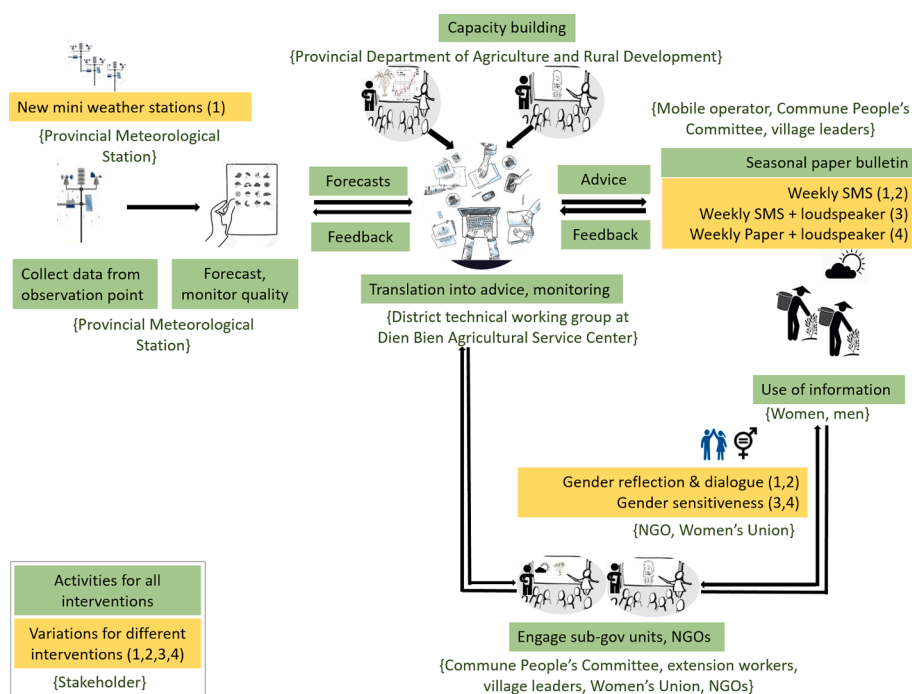 Capacity building
{Provincial Department of Agriculture and Rural Development}
New mini weather stations (1)
{Provincial Meteorological
Station}
{Mobile operator, Commune People's
Committee, village leaders}
Seasonal paper bulletin
Weekly SMS (1,2)
Weekly SMS + loudspeaker (3)
Weekly Paper + loudspeaker (4)
Forecasts
Feedback
Advice
Feedback
Collect data from
observation point
Forecast,
monitor quality
{Provincial Meteorological
Station}
Translation into advice, monitoring
{District technical working group at
Dien Bien Agricultural Service Center}
Use of information
{Women, men}
Gender reflection & dialogue (1,2)
Gender sensitiveness (3,4)
{NGO, Women's Union}
Activities for all
interventions
Variations for different
interventions (1,2,3,4)
{Stakeholder}
Engage sub-gov units, NGOs
{Commune People's Committee, extension workers,
village leaders, Women's Union, NGOs}